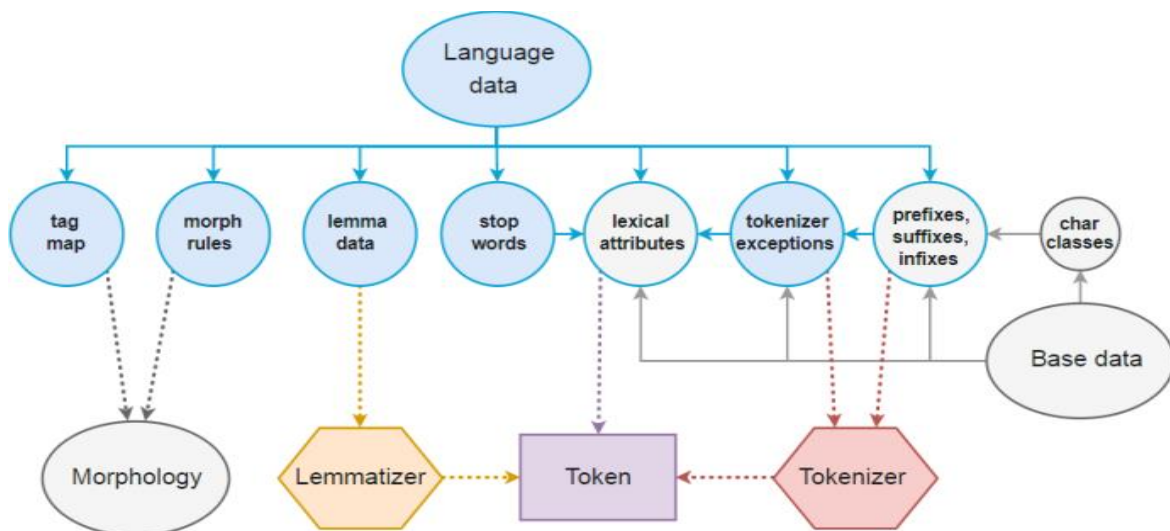 Language
data
tag
map
morph
rules
lemma
data
stop
words
lexical
attributes
tokenizer
exceptions
prefixes,
suffixes,
infixes
char
classes
Base data
Morphology
Lemmatizer
Token
Tokenizer